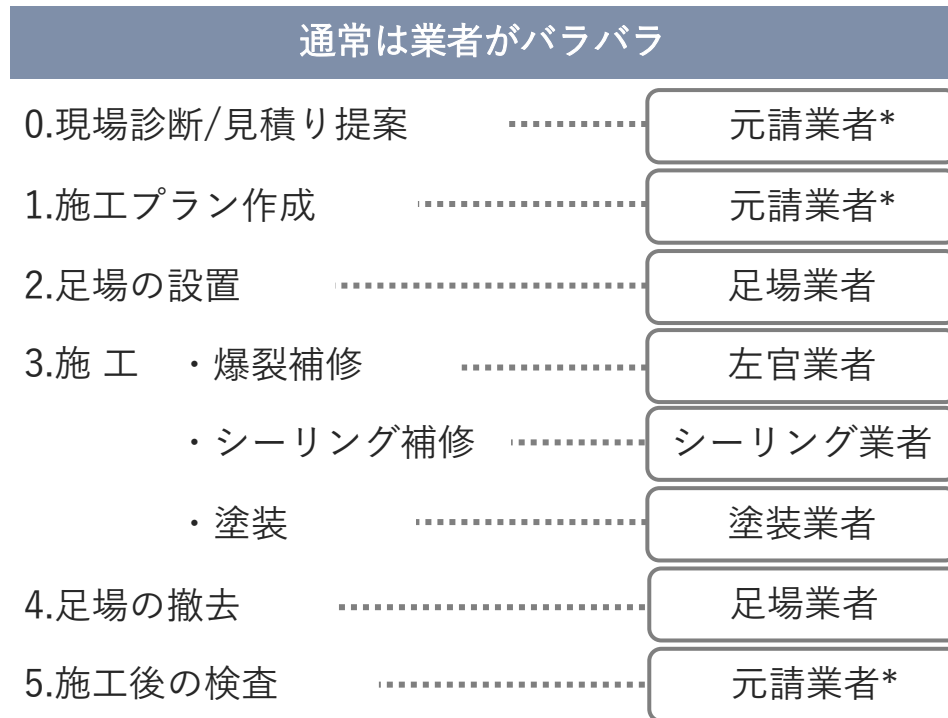 通常は業者がバラバラ
0.現場診断/見積り提案 元請業者*
1.施工プラン作成 元請業者*
2.足場の設置 足場業者
3.施 工 ・爆裂補修 左官業者
・シーリング補修 シーリング業者
・塗装 塗装業者
4.足場の撤去 足場業者
5.施工後の検査 元請業者*